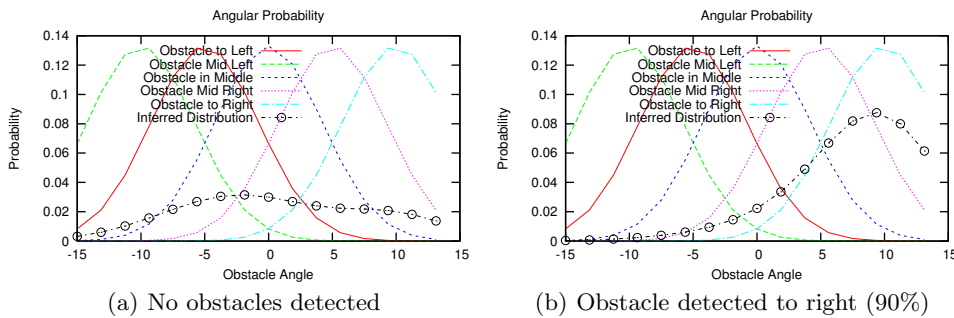 Angular Probability
0.14
0.12
0.1
0.08
0.06
0.04
0.02
0
Probability
Obstacle to Left
Obstacle Mid Left
Obstacle in Middle
Obstacle Mid Right
Obstacle to Right
Inferred Distribution
-15 -10 -5 0 5 10 15
Obstacle Angle
(a) No obstacles detected
Angular Probability
0.14
0.12
0.1
0.08
0.06
0.04
0.02
0
Probability
Obstacle to Left
Obstacle Mid Left
Obstacle in Middle
Obstacle Mid Right
Obstacle to Right
Inferred Distribution
-15 -10 -5 0 5 10 15
Obstacle Angle
(b) Obstacle detected to right (90%)